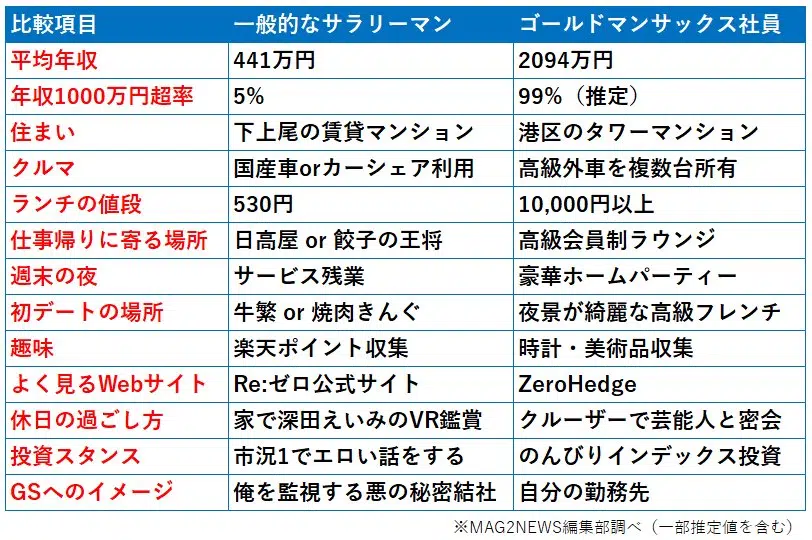 比較項目 一般的なサラリーマン ゴールドマンサックス社員
平均年収 441万円 2094万円
年収1000万円超率 5% 99%（推定）
住まい 下上尾の賃貸マンション 港区のタワーマンション
クルマ 国産車orカーシェア利用 高級外車を複数台所有
ランチの値段 530円 10,000円以上
仕事帰りに寄る場所 日高屋 or 餃子の王将 高級会員制ラウンジ
週末の夜 サービス残業 豪華ホームパーティー
初デートの場所 牛繁 or 焼肉きんぐ 夜景が綺麗な高級フレンチ
趣味 楽天ポイント収集 時計・美術品収集
よく見るWebサイト Re:ゼロ公式サイト ZeroHedge
休日の過ごし方 家で深田えいみのVR鑑賞 クルーザーで芸能人と密会
投資スタンス 市況1でエロい話をする のんびりインデックス投資
GSへのイメージ 俺を監視する悪の秘密結社 自分の勤務先
※MAG2NEWS編集部調べ（一部推定値を含む）